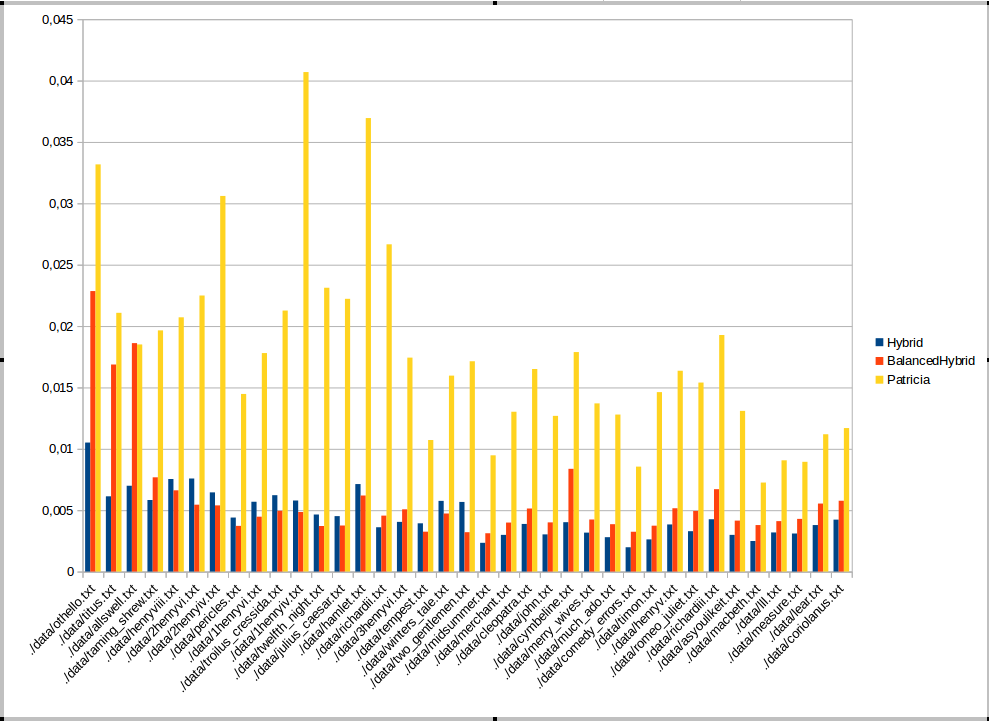 0,045
0,04
0,035
0,03
0,025
0,02
0,015
0,01
0,005
0
Hybrid
BalancedHybrid
Patricia
./data/othello.txt
./data/titus.txt
./data/allswell.txt
./data/taming_shrew.txt
./data/henryviii.txt
./data/2henryvi.txt
./data/2henryiv.txt
./data/pericles.txt
./data/1henryvi.txt
./data/troilus_cressida.txt
./data/1henryiv.txt
./data/twelfth_night.txt
./data/julius_caesar.txt
./data/hamlet.txt
./data/richardii.txt
./data/3henryvi.txt
./data/tempest.txt
./data/winters_tale.txt
./data/two_gentlemen.txt
./data/midsummer.txt
./data/merchant.txt
./data/cleopatra.txt
./data/john.txt
./data/cymbeline.txt
./data/merry_wives.txt
./data/much_ado.txt
./data/comedy_errors.txt
./data/timon.txt
./data/henryv.txt
./data/romeo_juliet.txt
./data/richardiii.txt
./data/asyoulikeit.txt
./data/macbeth.txt
./data/lll.txt
./data/measure.txt
./data/lear.txt
./data/coriolanus.txt